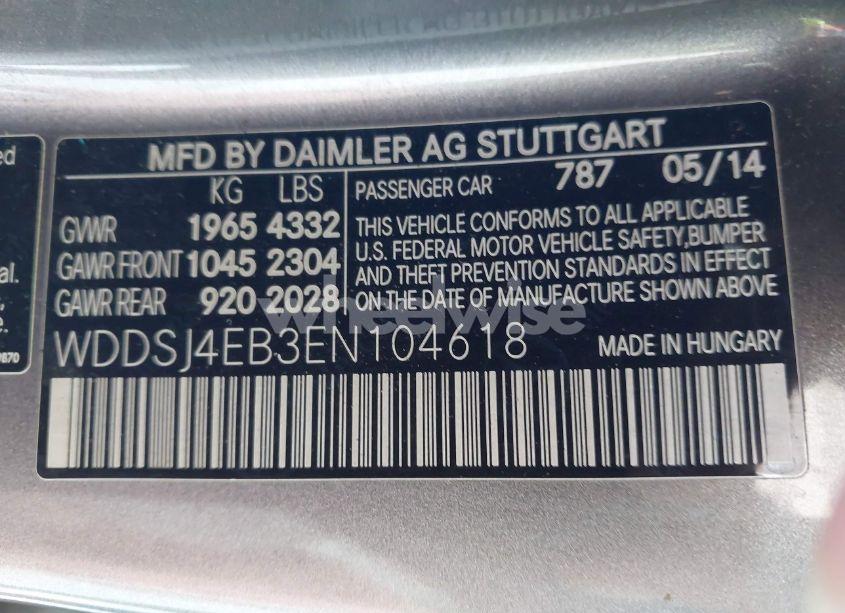 MFD BY DAIMLER AG STUTTGART
KG LBS
GVWR 1965 4332
GAWR FRONT 1045 2304
GAWR REAR 920 2028
PASSENGER CAR 787 05/14
THIS VEHICLE CONFORMS TO ALL APPLICABLE
U.S. FEDERAL MOTOR VEHICLE SAFETY,BUMPER
AND THEFT PREVENTION STANDARDS IN EFFECT
ON THE DATE OF MANUFACTURE SHOWN ABOVE
wheelwise
WDDSJ4EB3EN104618 MADE IN HUNGARY